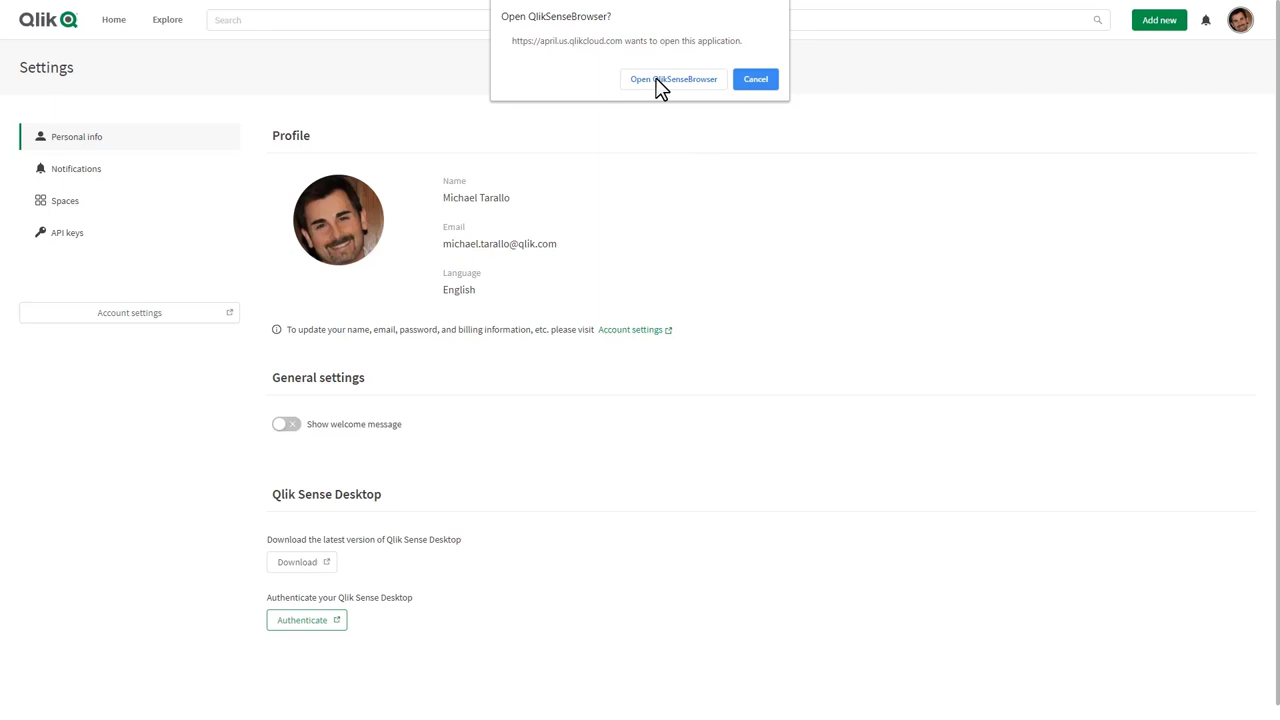 Qlik
Home
Explore
Search
Open QlikSenseBrowser?
https://april.us.qlikcloud.com wants to open this application.
Open QlikSenseBrowser
Cancel
Add new
Settings
Personal info
Notifications
Spaces
API keys
Account settings
Profile
Name
Michael Tarallo
Email
michael.tarallo@qlik.com
Language
English
To update your name, email, password, and billing information, etc. please visit Account settings
General settings
Show welcome message
Qlik Sense Desktop
Download the latest version of Qlik Sense Desktop
Download
Authenticate your Qlik Sense Desktop
Authenticate